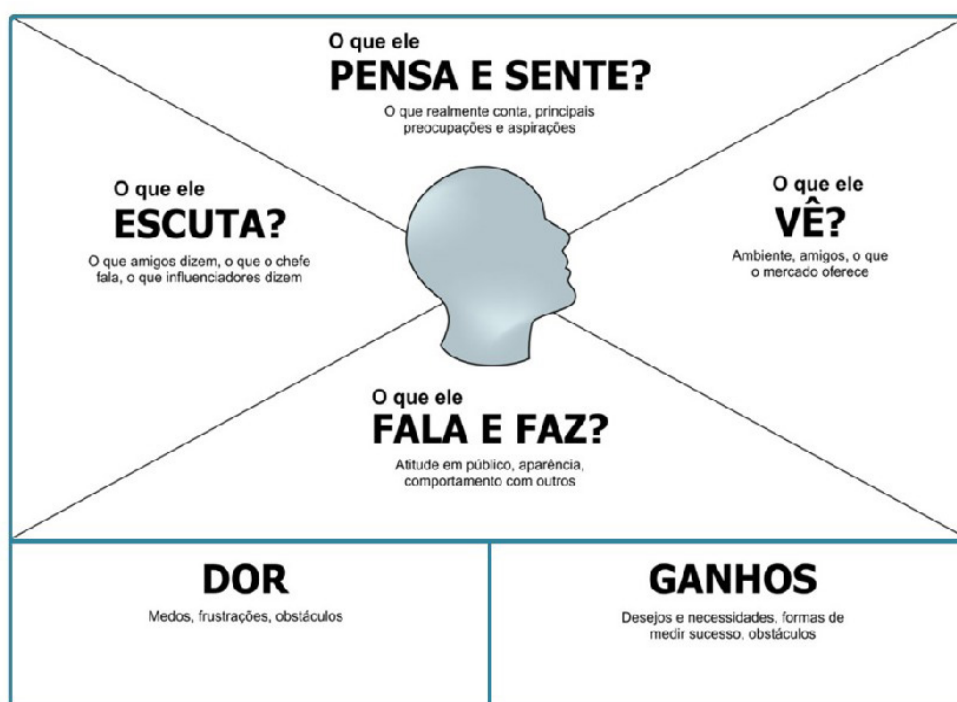 O que ele
PENSA E SENTE?
O que realmente conta, principais
preocupações e aspirações
O que ele
ESCUTA?
O que amigos dizem, o que o chefe
fala, o que influenciadores dizem
O que ele
VÊ?
Ambiente, amigos, o que
o mercado oferece
O que ele
FALA E FAZ?
Atitude em público, aparência,
comportamento com outros
DOR
Medos, frustrações, obstáculos
GANHOS
Desejos e necessidades, formas de
medir sucesso, obstáculos